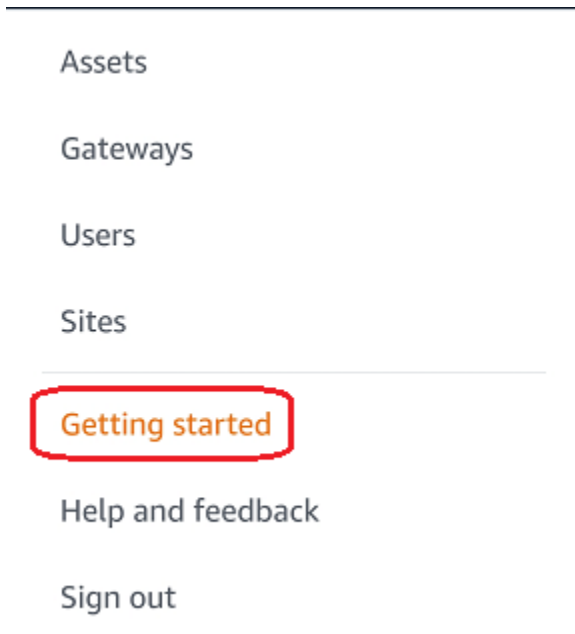 Assets
Gateways
Users
Sites
Getting started
Help and feedback
Sign out